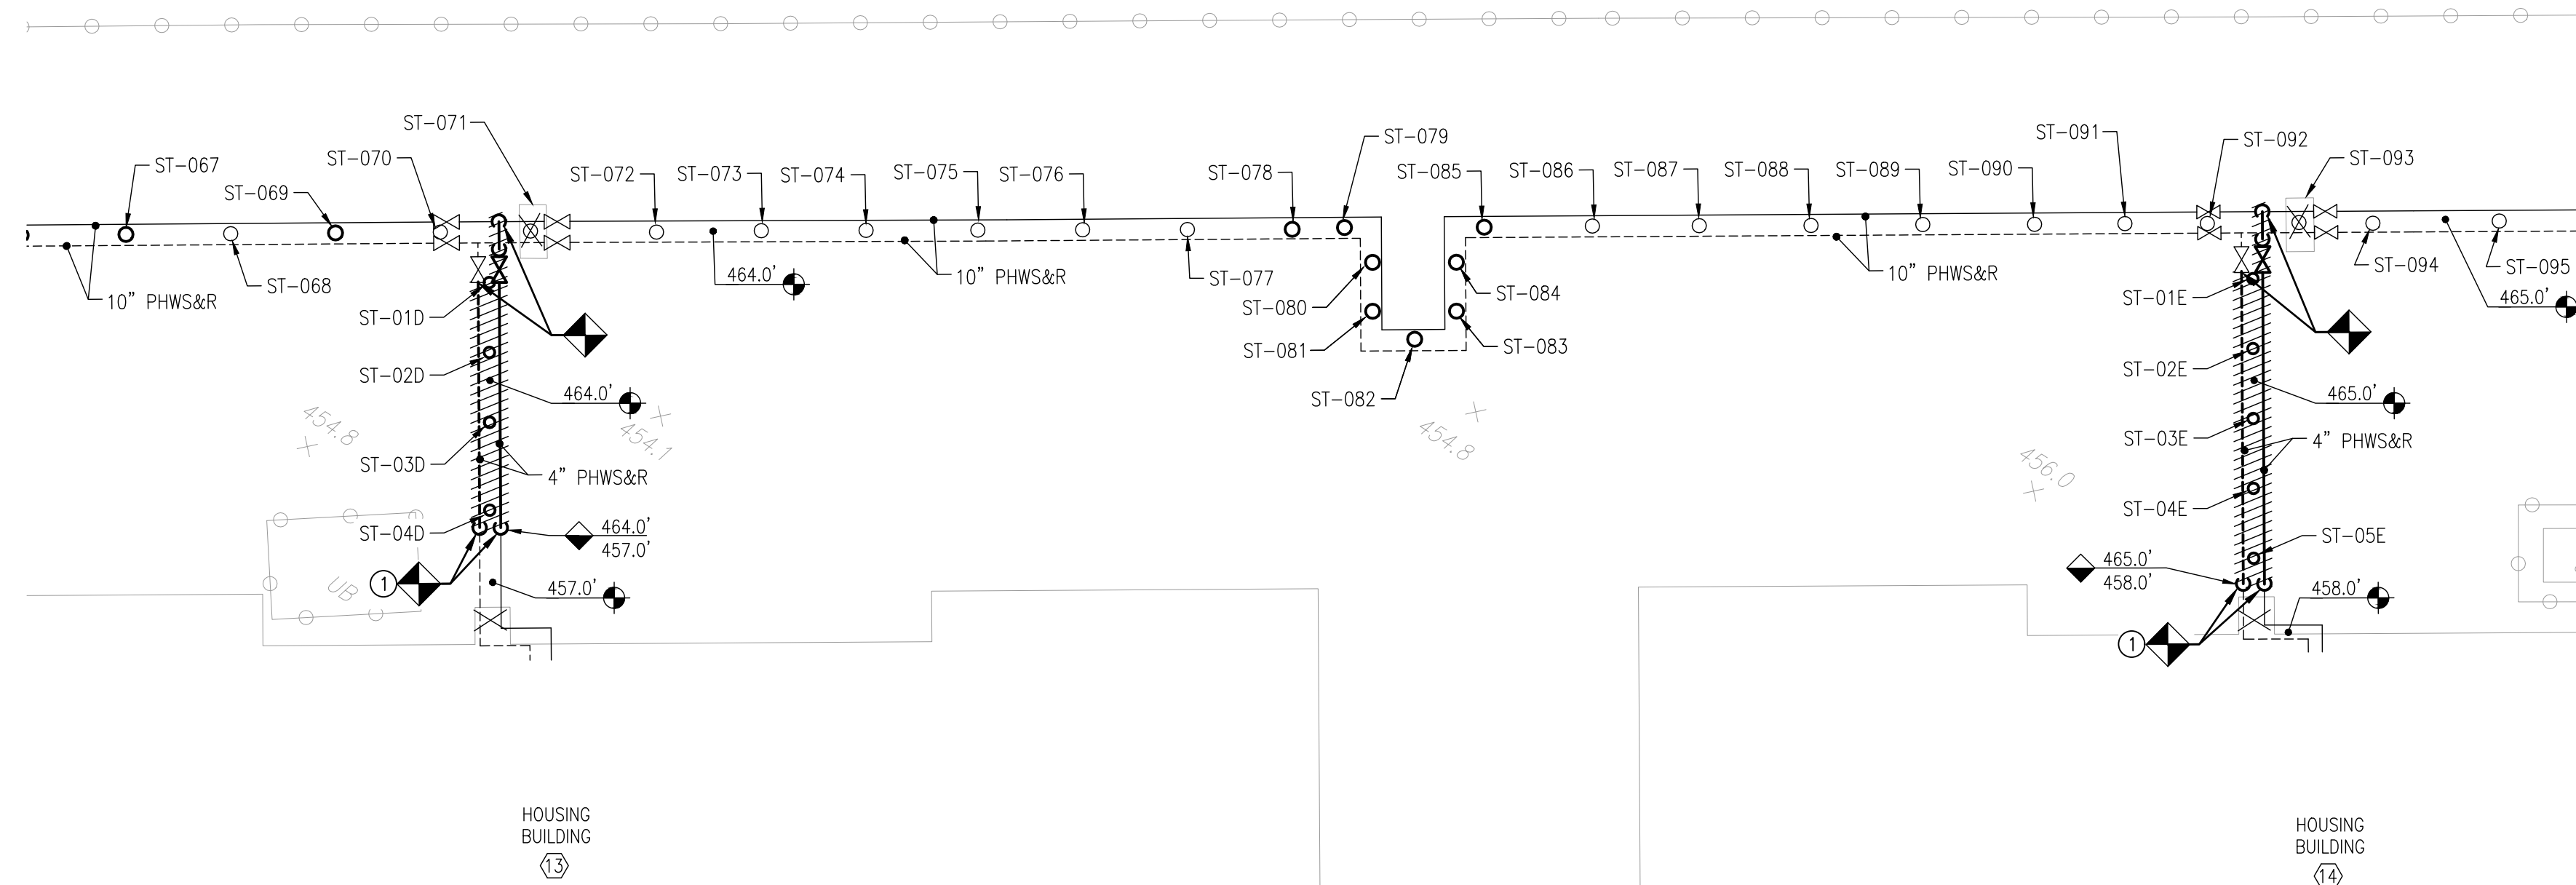 ST-071
ST-067
ST-070
ST-069
ST-072
ST-073
ST-074
ST-075
ST-076
ST-078
ST-079
ST-085
ST-086
ST-087
ST-088
ST-089
ST-090
ST-091
ST-092
ST-093
10" PHWS&R
ST-068
464.0'
10" PHWS&R
ST-077
ST-080
ST-084
10" PHWS&R
ST-094
ST-095
465.0'
ST-01D
ST-081
ST-083
ST-01E
ST-02D
464.0'
ST-082
ST-02E
465.0'
454.8
454.1
454.8
456.0
ST-03D
4" PHWS&R
ST-03E
4" PHWS&R
ST-04D
464.0'
457.0'
ST-04E
ST-05E
465.0'
458.0'
UB
1
457.0'
458.0'
1
HOUSING
BUILDING
13
HOUSING
BUILDING
14